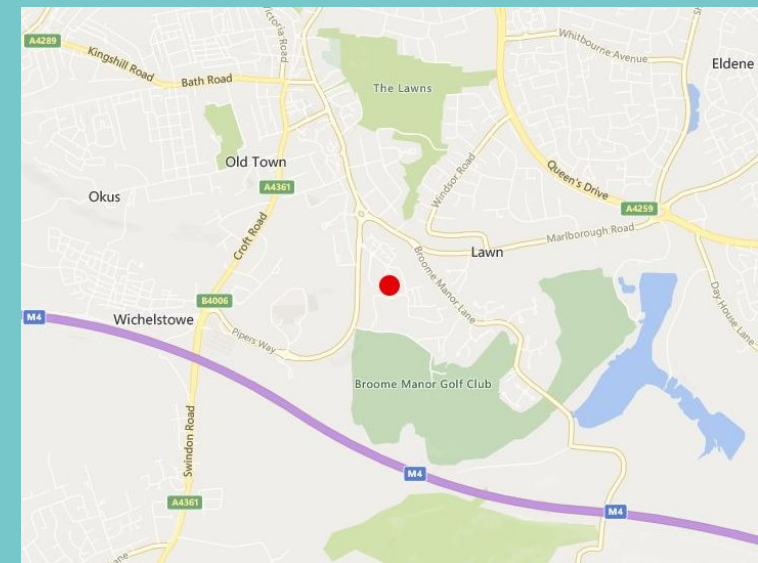 A4289
Kingshill Road
Bath Road
Victoria Road
The Lawns
Whitbourne Avenue
Eldene
Old Town
A4361
Okus
Croft Road
Windsor Road
Queen's Drive
A4259
Marlborough Road
Lawn
Broome Manor Lane
B4006
M4
Wichelstowe
Pipers Way
Day House Lane
Broome Manor Golf Club
Swindon Road
M4
A4361
M4